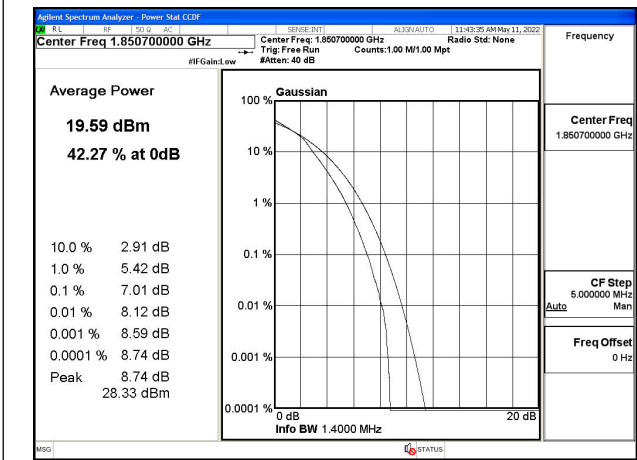 Agilent Spectrum Analyzer - Power Stat CCDF
RL RF 50 Ω AC SENSE:INT ALIGN AUTO 11:43:35 AM May 11, 2022
Center Freq 1.850700000 GHz
Center Freq: 1.850700000 GHz Radio Std: None
Trig: Free Run Counts:1.00 M/1.00 Mpt
#IFGain:Low #Atten: 40 dB
Frequency
Average Power
19.59 dBm
42.27 % at 0dB
10.0 % 2.91 dB
1.0 % 5.42 dB
0.1 % 7.01 dB
0.01 % 8.12 dB
0.001 % 8.59 dB
0.0001 % 8.74 dB
Peak 8.74 dB
28.33 dBm
Gaussian
100 %
10 %
1 %
0.1 %
0.01 %
0.001 %
0.0001 %
0 dB 20 dB
Info BW 1.4000 MHz
Center Freq
1.850700000 GHz
CF Step
5.000000 MHz
Auto Man
Freq Offset
0 Hz
MSG STATUS